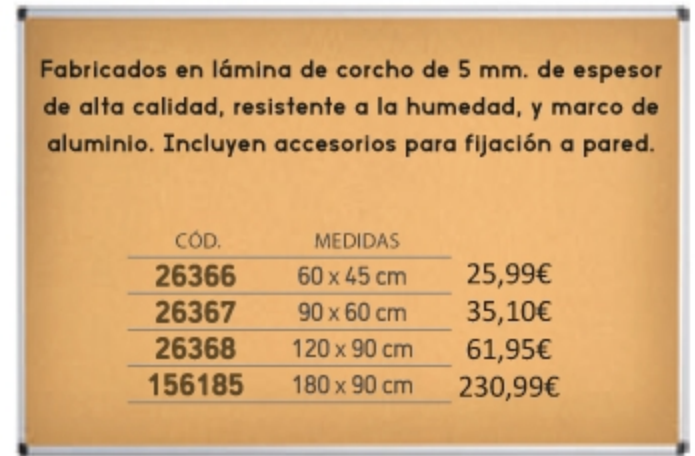 Fabricados en lámina de corcho de 5 mm. de espesor
de alta calidad, resistente a la humedad, y marco de
aluminio. Incluyen accesorios para fijación a pared.
CÓD. MEDIDAS
26366 60 x 45 cm 25,99€
26367 90 x 60 cm 35,10€
26368 120 x 90 cm 61,95€
156185 180 x 90 cm 230,99€